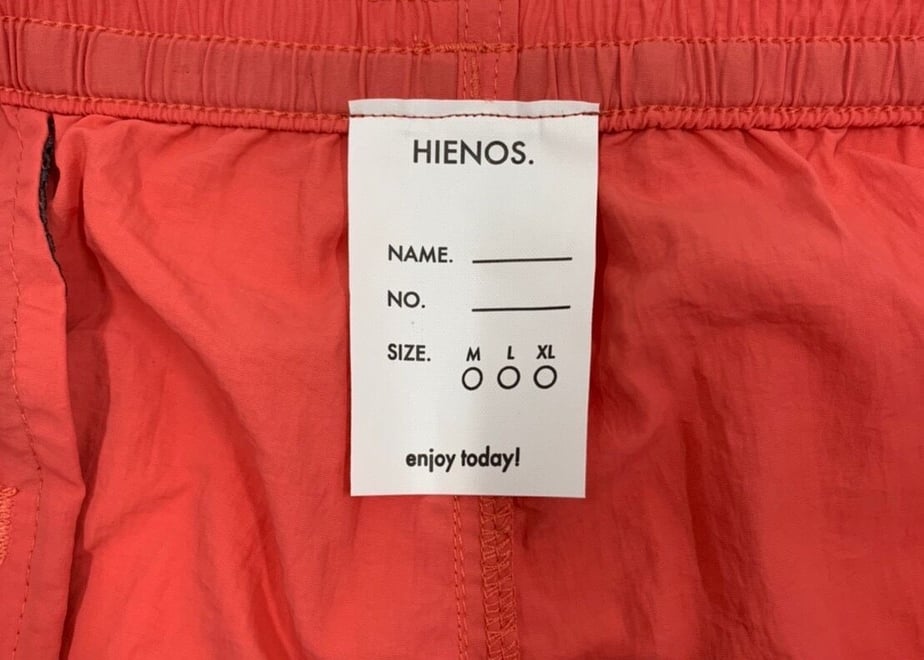 HIENOS.
NAME.
NO.
SIZE. M L XL
enjoy today!